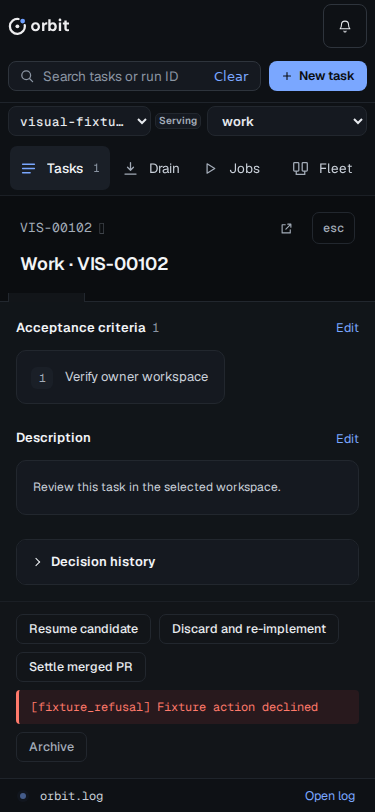 orbit
Search tasks or run ID Clear
+ New task
visual-fixtu… Serving work
Tasks 1 Drain Jobs Fleet
VIS-00102 esc
Work · VIS-00102
Acceptance criteria 1 Edit
1 Verify owner workspace
Description Edit
Review this task in the selected workspace.
Decision history
Resume candidate Discard and re-implement
Settle merged PR
[fixture_refusal] Fixture action declined
Archive
orbit.log Open log